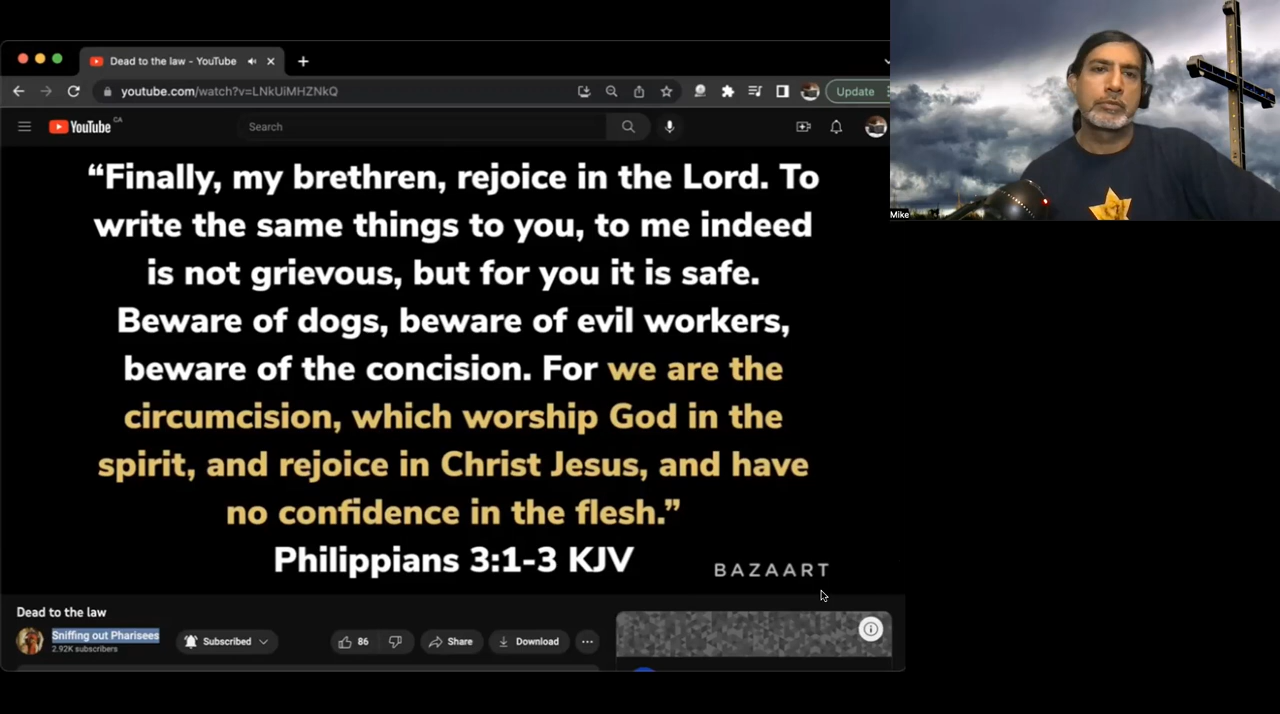 Dead to the law - YouTube
youtube.com/watch?v=LNkUiMHZNkQ
Update
YouTube CA
Search
“Finally, my brethren, rejoice in the Lord. To
write the same things to you, to me indeed
is not grievous, but for you it is safe.
Beware of dogs, beware of evil workers,
beware of the concision. For we are the
circumcision, which worship God in the
spirit, and rejoice in Christ Jesus, and have
no confidence in the flesh.”
Philippians 3:1-3 KJV
BAZAART
Dead to the law
Sniffing out Pharisees
2.92K subscribers
Subscribed
86
Share
Download
Mike